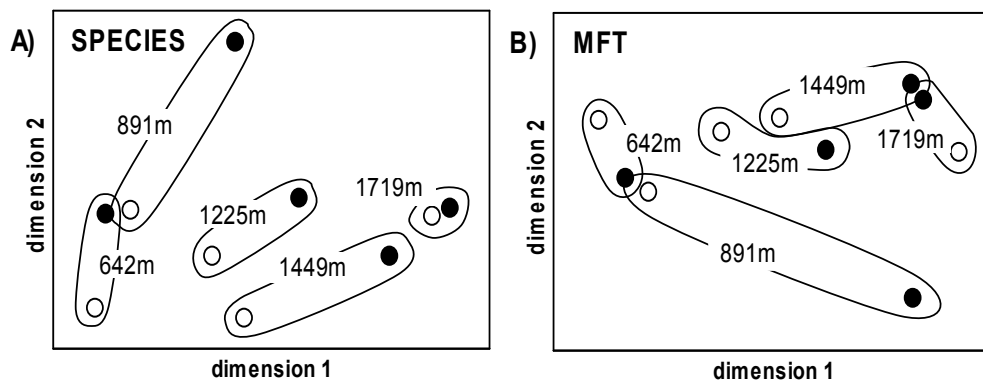 A)
SPECIES
891m
642m
1225m
1449m
1719m
dimension 2
dimension 1
B)
MFT
642m
1225m
1449m
1719m
891m
dimension 2
dimension 1